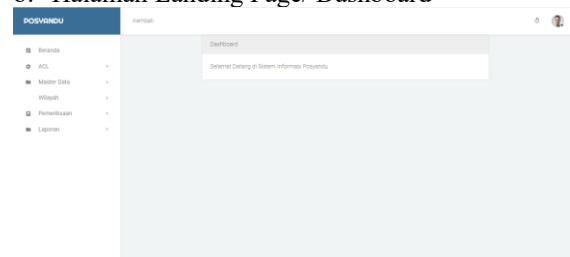 b. Halaman Landing Page/ Dashboard
POSYANDU
Kembali
Beranda
ACL
Master Data
Wilayah
Pemeriksaan
Laporan
Dashboard
Selamat Datang di Sistem Informasi Posyandu